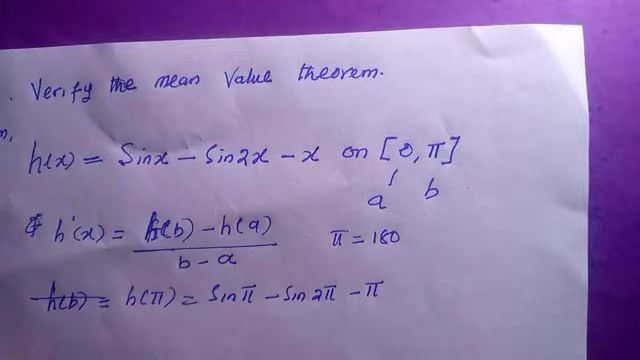 . Verify the mean value theorem.
n,
h(x) = Sinx - Sin2x - x on [0, π]
a b
h'(x) = h(b) - h(a) / b - a π = 180
h(b) = h(π) = Sinπ - Sin2π - π